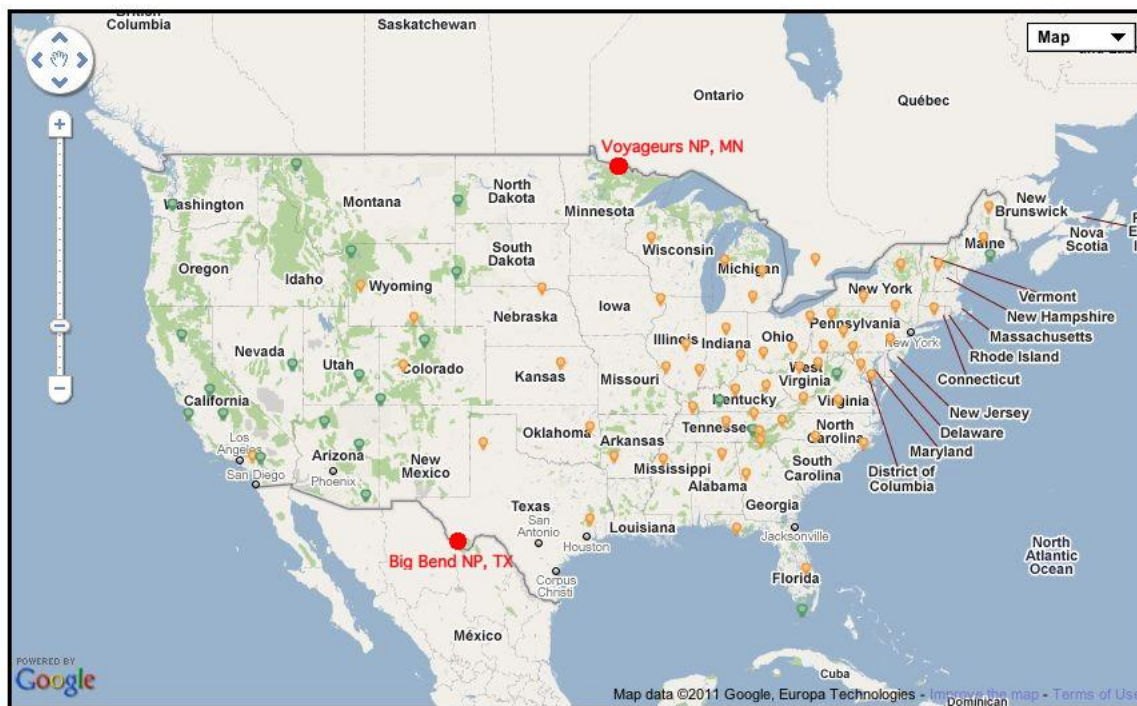 British
Columbia
Saskatchewan
Map
Ontario
Québec
Voyageurs NP, MN
Washington
Montana
North
Dakota
Minnesota
New
Brunswick
Nova
Scotia
Maine
Oregon
Idaho
Wyoming
South
Dakota
Wisconsin
Michigan
New York
Vermont
New Hampshire
Massachusetts
Rhode Island
Connecticut
New Jersey
Delaware
Maryland
District of
Columbia
Nebraska
Iowa
Illinois
Indiana
Ohio
Pennsylvania
New York
Nevada
Utah
Colorado
Kansas
Missouri
West
Virginia
Virginia
Kentucky
California
Los
Angeles
San Diego
Arizona
Phoenix
New
Mexico
Oklahoma
Arkansas
Tennessee
North
Carolina
South
Carolina
Mississippi
Alabama
Georgia
Texas
San
Antonio
Houston
Louisiana
Jacksonville
Big Bend NP, TX
Corpus
Christi
Florida
North
Atlantic
Ocean
México
Cuba
POWERED BY
Google
Map data ©2011 Google, Europa Technologies - Improve the map - Terms of Use
Dominican